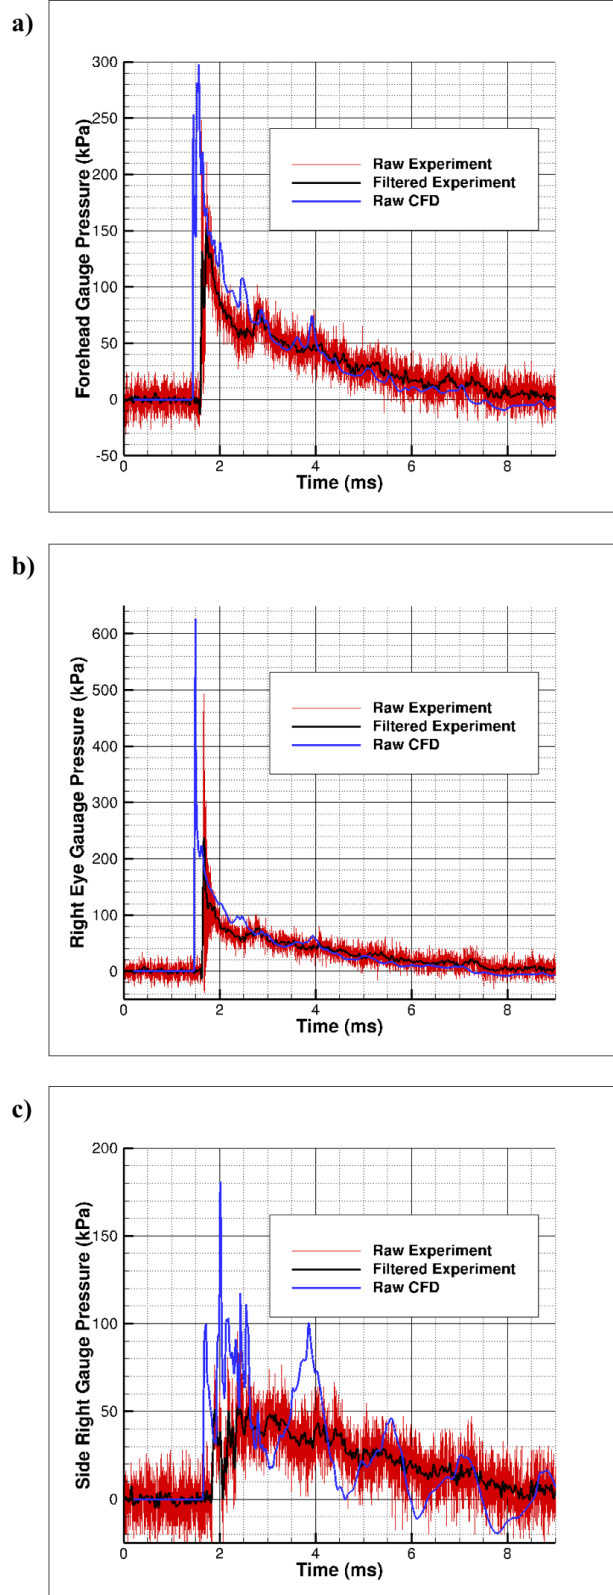 a)
300
250
200
150
100
50
0
-50
Forehead Gauge Pressure (kPa)
Raw Experiment
Filtered Experiment
Raw CFD
0 2 4 6 8
Time (ms)
b)
600
500
400
300
200
100
0
Right Eye Gauage Pressure (kPa)
Raw Experiment
Filtered Experiment
Raw CFD
0 2 4 6 8
Time (ms)
c)
200
150
100
50
0
Side Right Gauge Pressure (kPa)
Raw Experiment
Filtered Experiment
Raw CFD
0 2 4 6 8
Time (ms)